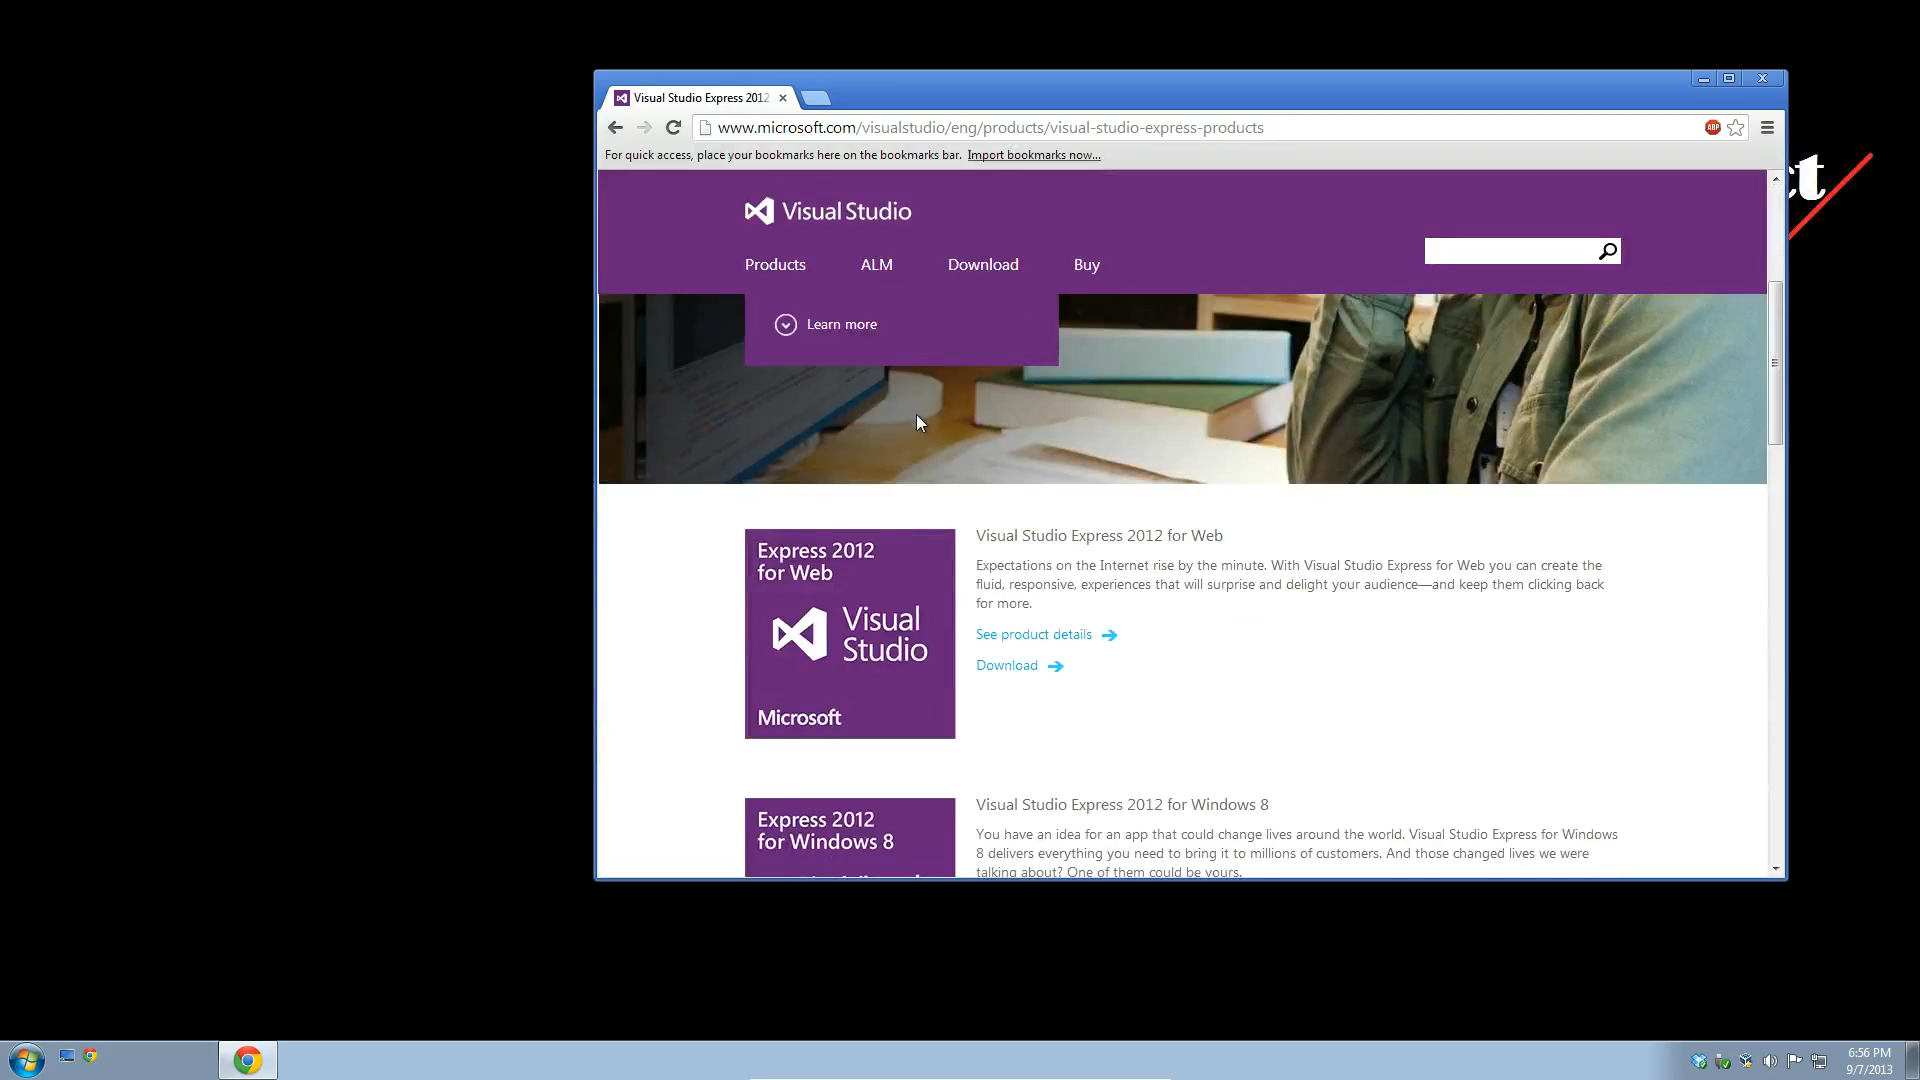 Visual Studio Express 2012
www.microsoft.com/visualstudio/eng/products/visual-studio-express-products
ABP
For quick access, place your bookmarks here on the bookmarks bar. Import bookmarks now...
ct
Visual Studio
Products ALM Download Buy
Learn more
Express 2012
for Web
Visual
Studio
Microsoft
Visual Studio Express 2012 for Web
Expectations on the Internet rise by the minute. With Visual Studio Express for Web you can create the
fluid, responsive, experiences that will surprise and delight your audience—and keep them clicking back
for more.
See product details
Download
Express 2012
for Windows 8
Visual Studio Express 2012 for Windows 8
You have an idea for an app that could change lives around the world. Visual Studio Express for Windows
8 delivers everything you need to bring it to millions of customers. And those changed lives we were
talking about? One of them could be yours.
6:56 PM
9/7/2013